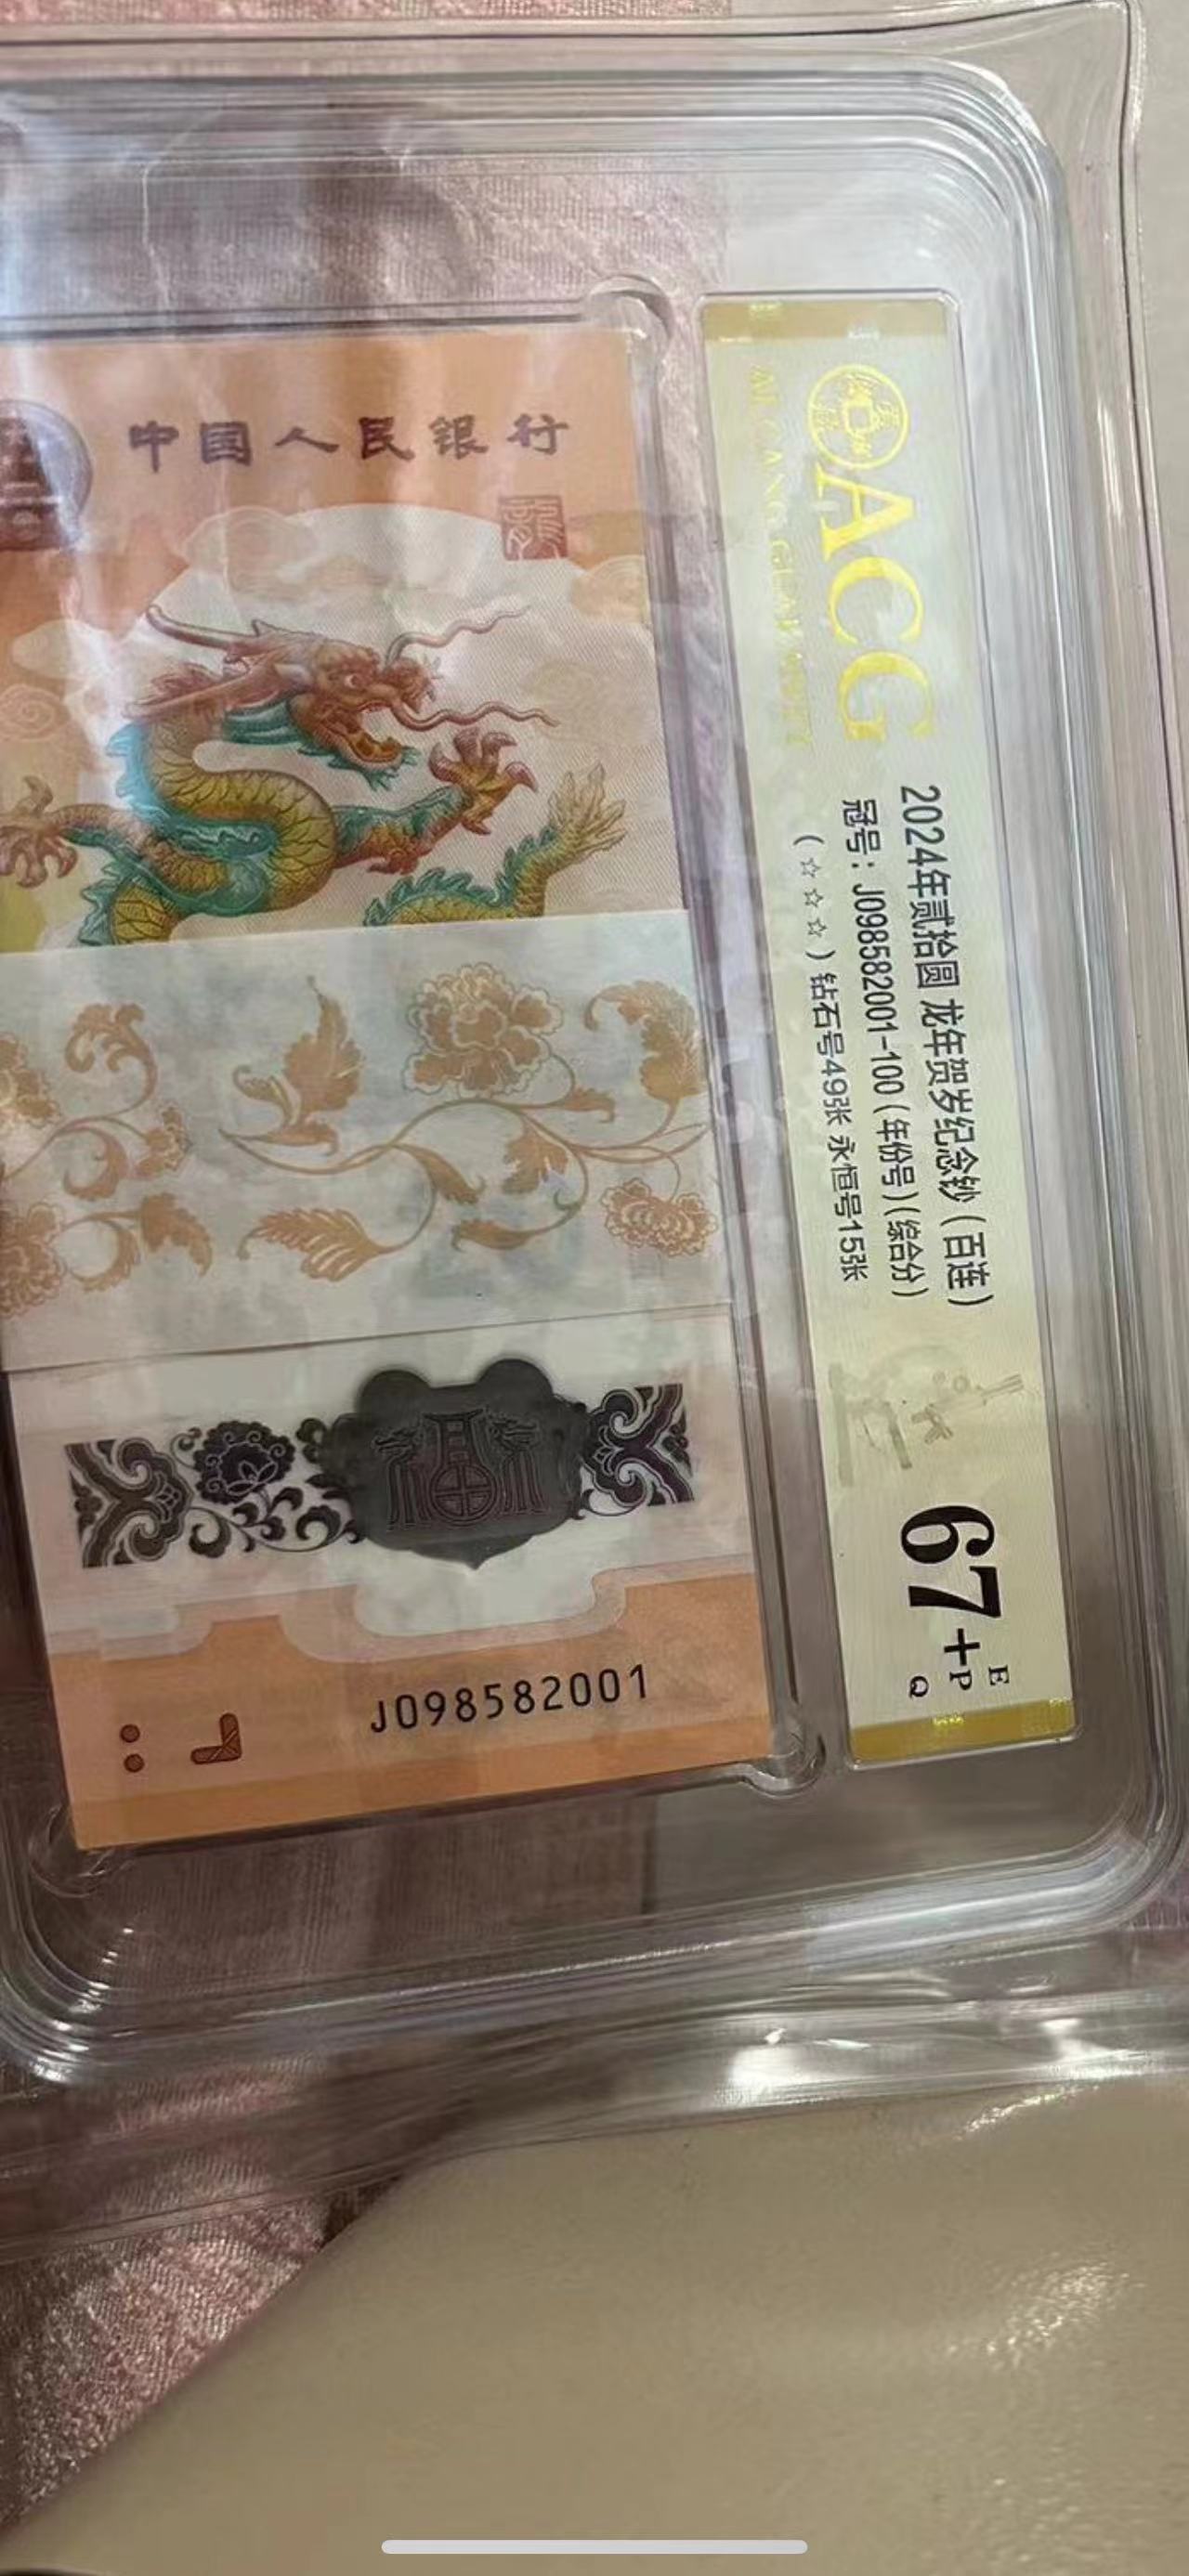 中国人民银行
龍
J098582001
ACG
2024年贰拾圆 龙年贺岁纪念钞(百连)
冠号:J098582001-100(年份号)(综合分)
(☆☆☆)钻石号49张 永恒号15张
67+
E
P
Q